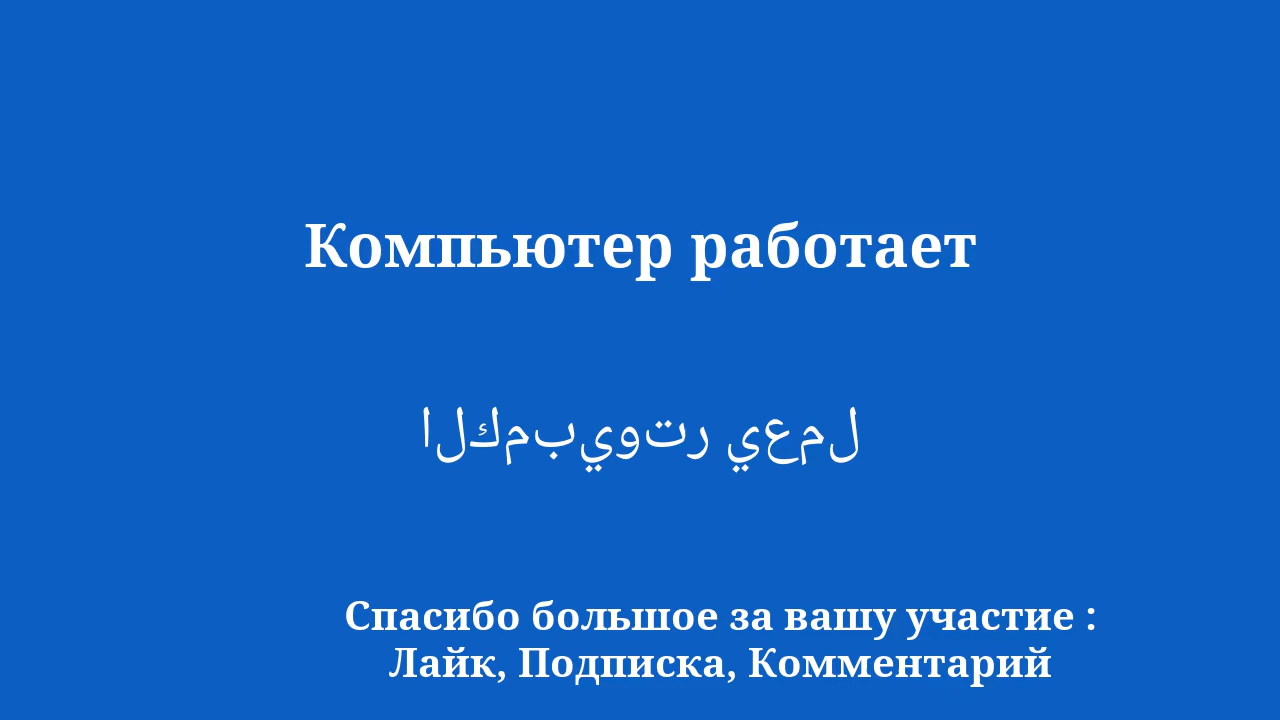 Компьютер работает
الكمبيوتر يعمل
Спасибо большое за вашу участие :
Лайк, Подписка, Комментарий